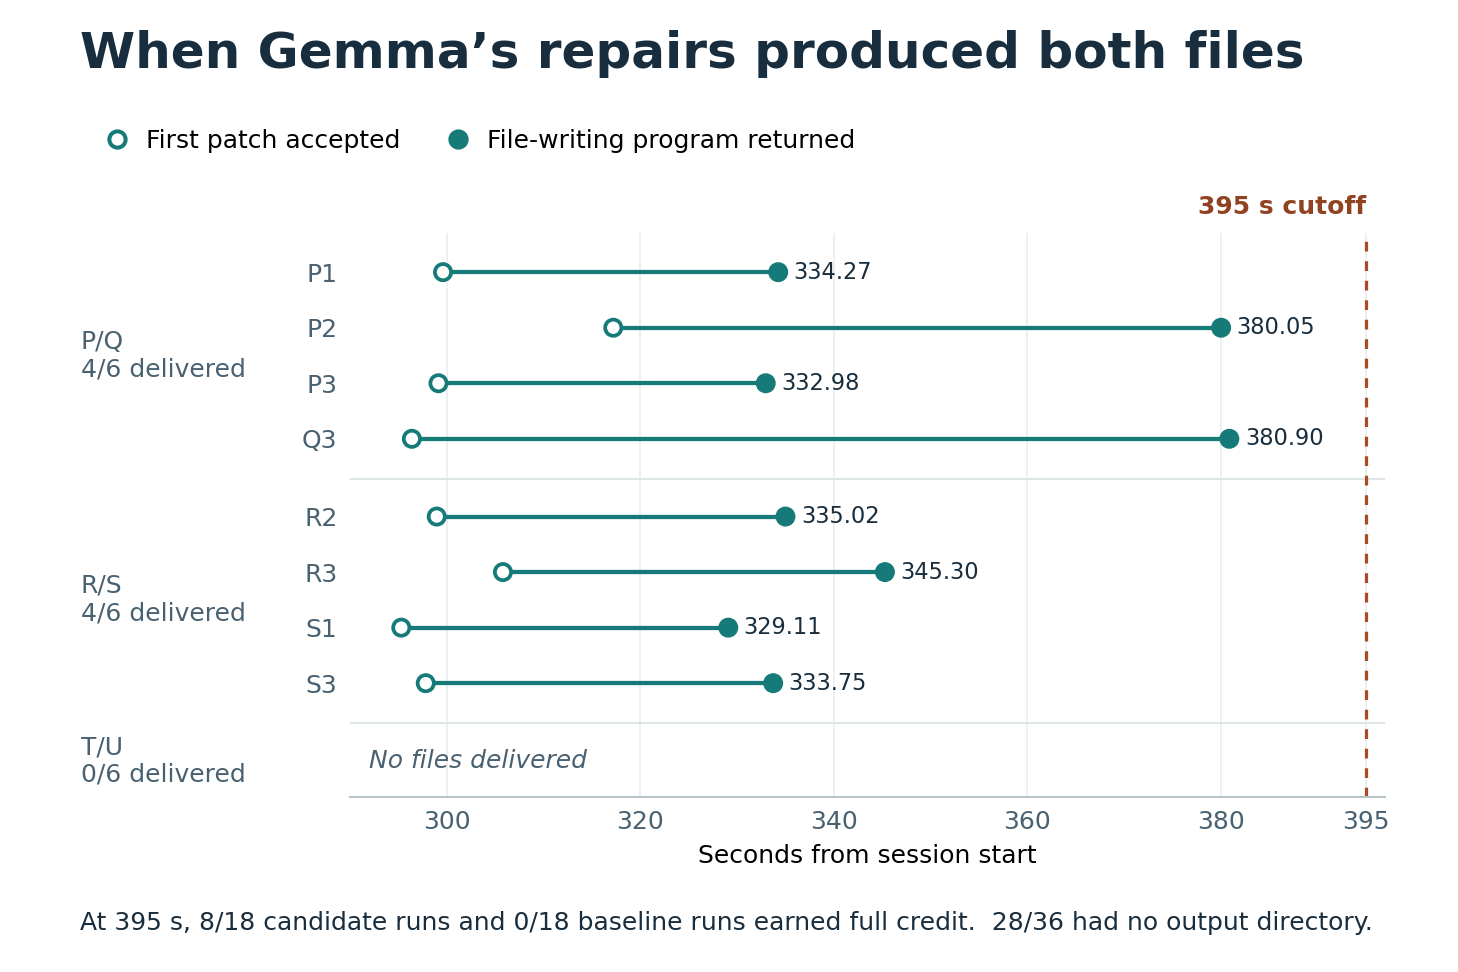 When Gemma’s repairs produced both files
First patch accepted
File-writing program returned
395 s cutoff
P/Q
4/6 delivered
P1
334.27
P2
380.05
P3
332.98
Q3
380.90
R/S
4/6 delivered
R2
335.02
R3
345.30
S1
329.11
S3
333.75
T/U
0/6 delivered
No files delivered
300 320 340 360 380 395
Seconds from session start
At 395 s, 8/18 candidate runs and 0/18 baseline runs earned full credit.  28/36 had no output directory.